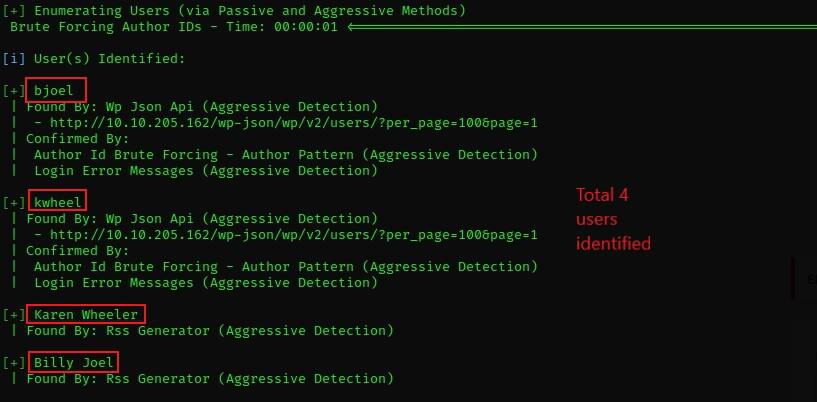 [+] Enumerating Users (via Passive and Aggressive Methods)
Brute Forcing Author IDs - Time: 00:00:01
[i] User(s) Identified:
[+] bjoel
| Found By: Wp Json Api (Aggressive Detection)
|  - http://10.10.205.162/wp-json/wp/v2/users/?per_page=100&page=1
| Confirmed By:
|  Author Id Brute Forcing - Author Pattern (Aggressive Detection)
|  Login Error Messages (Aggressive Detection)
[+] kwheel
| Found By: Wp Json Api (Aggressive Detection)
|  - http://10.10.205.162/wp-json/wp/v2/users/?per_page=100&page=1
| Confirmed By:
|  Author Id Brute Forcing - Author Pattern (Aggressive Detection)
|  Login Error Messages (Aggressive Detection)
[+] Karen Wheeler
| Found By: Rss Generator (Aggressive Detection)
[+] Billy Joel
| Found By: Rss Generator (Aggressive Detection)
Total 4
users
identified